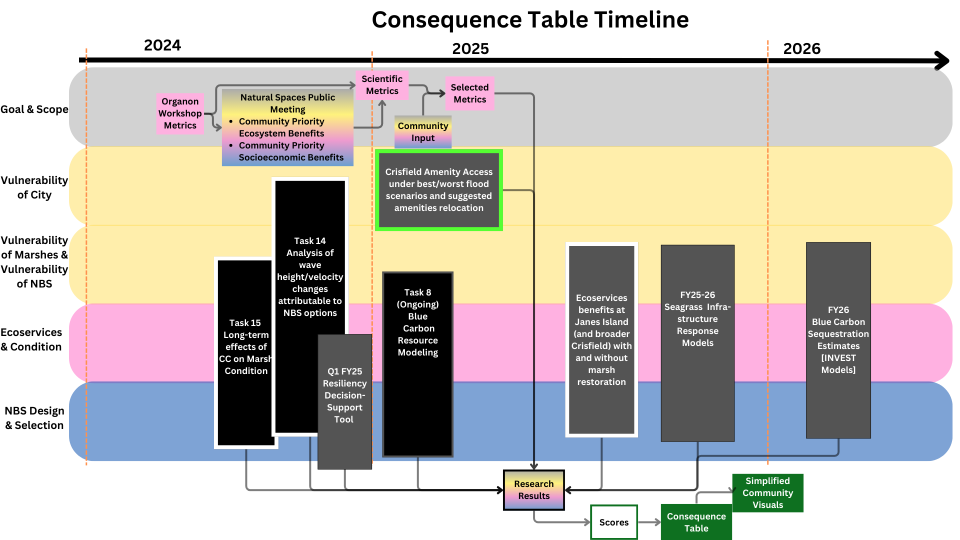 Consequence Table Timeline
2024
2025
2026
Goal & Scope
Organon
Workshop
Metrics
Natural Spaces Public
Meeting
• Community Priority
Ecosystem Benefits
• Community Priority
Socioeconomic Benefits
Scientific
Metrics
Selected
Metrics
Community
Input
Vulnerability
of City
Crisfield Amenity Access
under best/worst flood
scenarios and suggested
amenities relocation
Vulnerability
of Marshes &
Vulnerability
of NBS
Ecoservices
& Condition
NBS Design
& Selection
Task 15
Long-term
effects of
CC on Marsh
Condition
Task 14
Analysis of
wave
height/velocity
changes
attributable to
NBS options
Q1 FY25
Resiliency
Decision-
Support
Tool
Task 8
(Ongoing)
Blue
Carbon
Resource
Modeling
Ecoservices
benefits at
Janes Island
(and broader
Crisfield) with
and without
marsh
restoration
FY25-26
Seagrass Infra-
structure
Response
Models
FY26
Blue Carbon
Sequestration
Estimates
[INVEST
Models]
Research
Results
Scores
Consequence
Table
Simplified
Community
Visuals